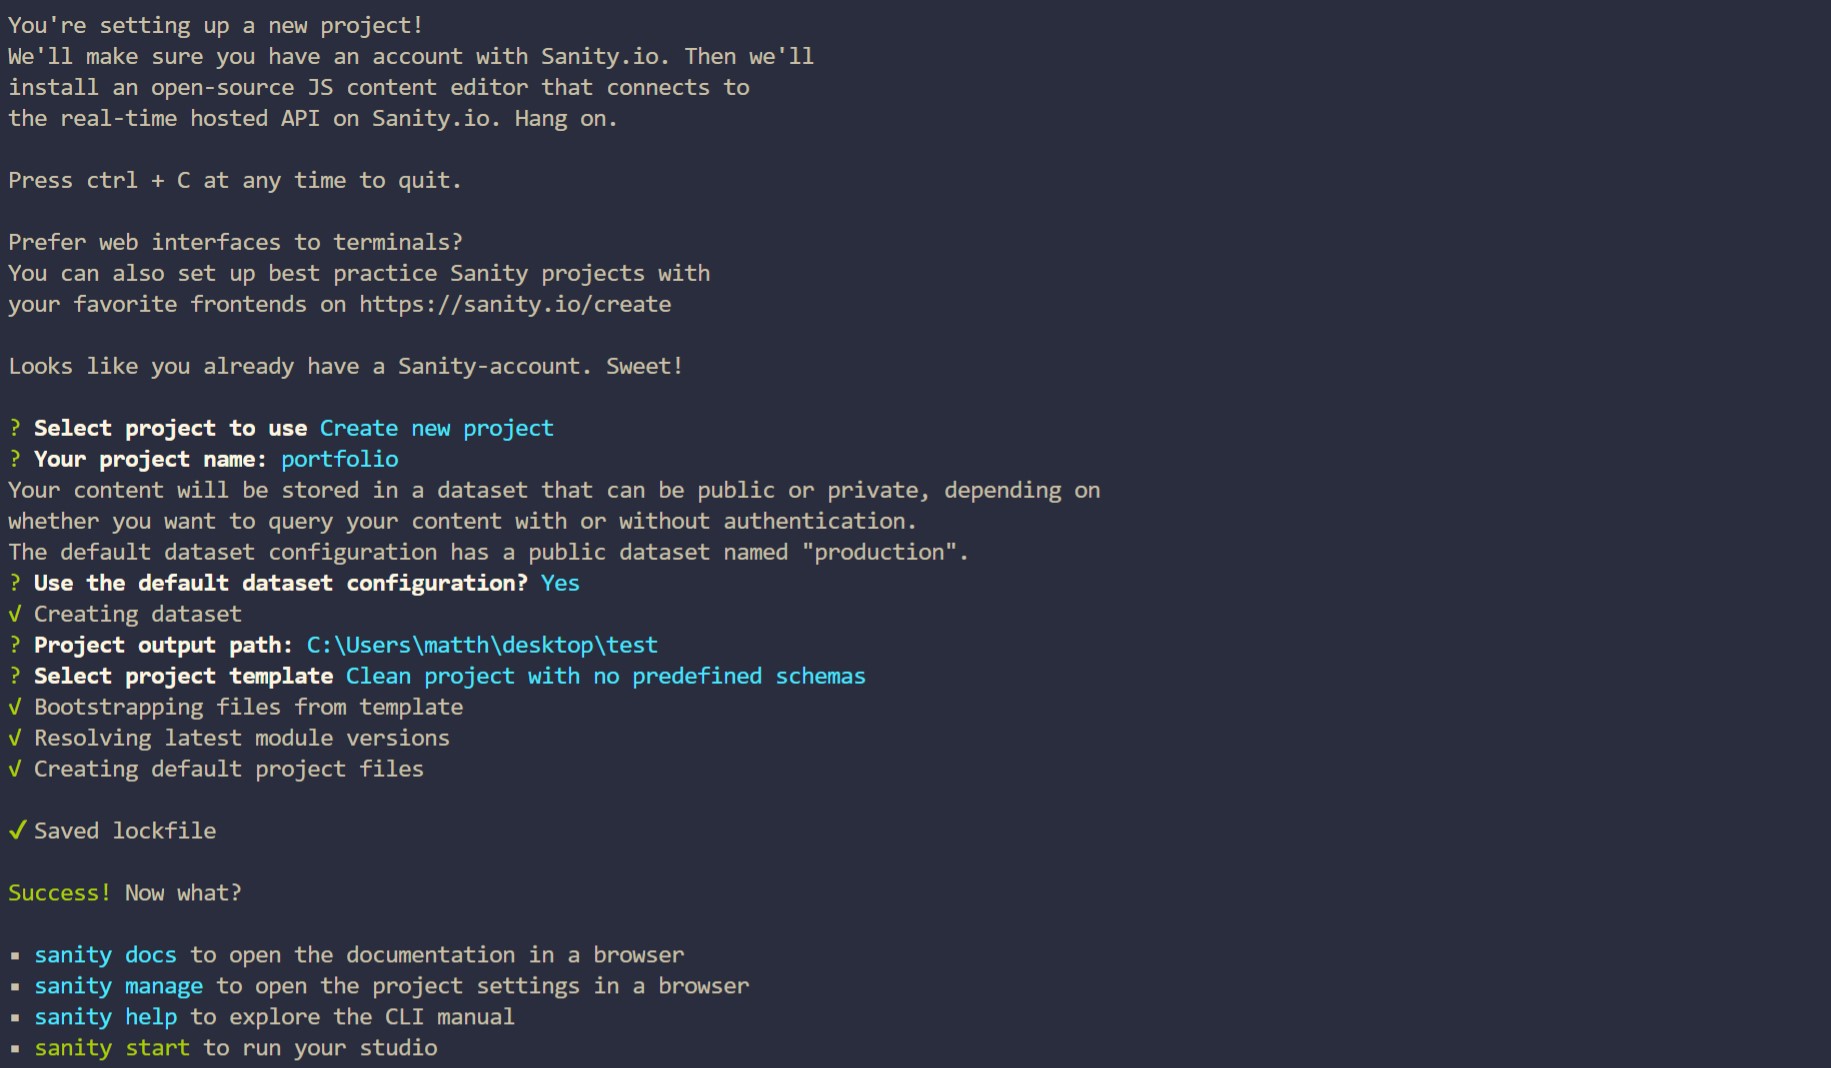 You're setting up a new project!
We'll make sure you have an account with Sanity.io. Then we'll
install an open-source JS content editor that connects to
the real-time hosted API on Sanity.io. Hang on.
Press ctrl + C at any time to quit.
Prefer web interfaces to terminals?
You can also set up best practice Sanity projects with
your favorite frontends on https://sanity.io/create
Looks like you already have a Sanity-account. Sweet!
? Select project to use Create new project
? Your project name: portfolio
Your content will be stored in a dataset that can be public or private, depending on
whether you want to query your content with or without authentication.
The default dataset configuration has a public dataset named "production".
? Use the default dataset configuration? Yes
√ Creating dataset
? Project output path: C:\Users\matth\desktop\test
? Select project template Clean project with no predefined schemas
√ Bootstrapping files from template
√ Resolving latest module versions
√ Creating default project files
✓ Saved lockfile
Success! Now what?
▪ sanity docs to open the documentation in a browser
▪ sanity manage to open the project settings in a browser
▪ sanity help to explore the CLI manual
▪ sanity start to run your studio